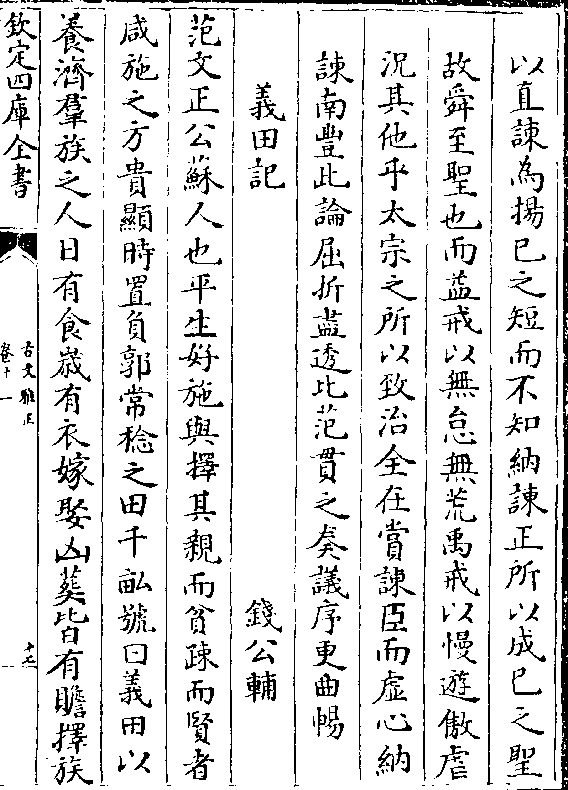 以直諫為揚已之短而不知納諫正所以成已之聖
故舜至聖也而益戒以無怠無荒禹戒以慢遊傲虐
況其他乎太宗之所以致治全在賞諫臣而虛心納
諫南豐此論屈折盡透比范貫之奏議序更曲暢
義田記 錢公輔
范文正公蘇人也平生好施與擇其親而貧疎而賢者
咸施之方貴顯時置負郭常稔之田千畝號曰義田以
養濟羣族之人日有食歲有衣嫁娶凶葬皆有贍擇族
欽定四庫全書
古文雅正
卷十一
十七